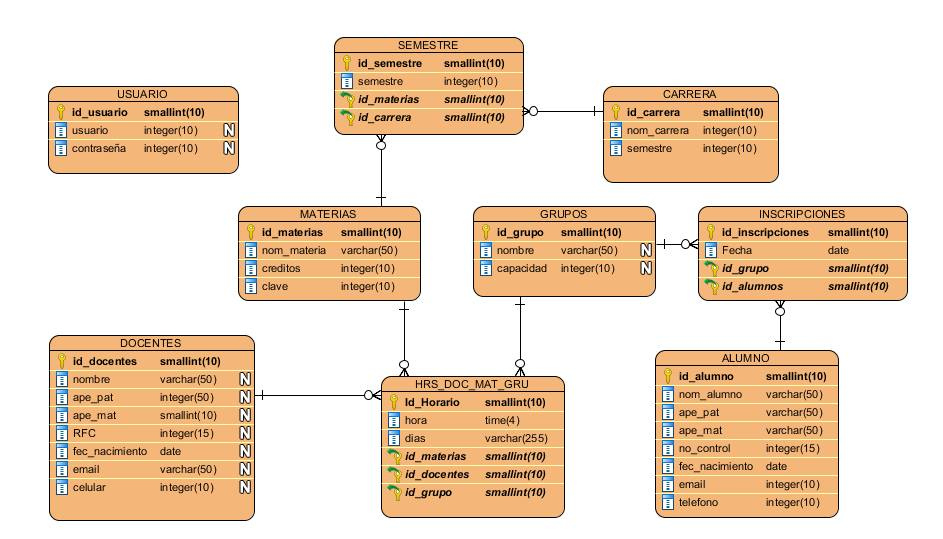 SEMESTRE
id_semestre smallint(10)
semestre integer(10)
id_materias smallint(10)
id_carrera smallint(10)
USUARIO
id_usuario smallint(10)
usuario integer(10) N
contraseña integer(10) N
CARRERA
id_carrera smallint(10)
nom_carrera integer(10)
semestre integer(10)
MATERIAS
id_materias smallint(10)
nom_materia varchar(50)
creditos integer(10)
clave integer(10)
GRUPOS
id_grupo smallint(10)
nombre varchar(50) N
capacidad integer(10) N
INSCRIPCIONES
id_inscripciones smallint(10)
Fecha date
id_grupo smallint(10)
id_alumnos smallint(10)
DOCENTES
id_docentes smallint(10)
nombre varchar(50) N
ape_pat integer(50) N
ape_mat smallint(10) N
RFC integer(15) N
fec_nacimiento date N
email varchar(50) N
celular integer(10) N
HRS_DOC_MAT_GRU
Id_Horario smallint(10)
hora time(4)
dias varchar(255)
id_materias smallint(10)
id_docentes smallint(10)
id_grupo smallint(10)
ALUMNO
id_alumno smallint(10)
nom_alumno varchar(50)
ape_pat varchar(50)
ape_mat varchar(50)
no_control integer(15)
fec_nacimiento date
email integer(10)
telefono integer(10)